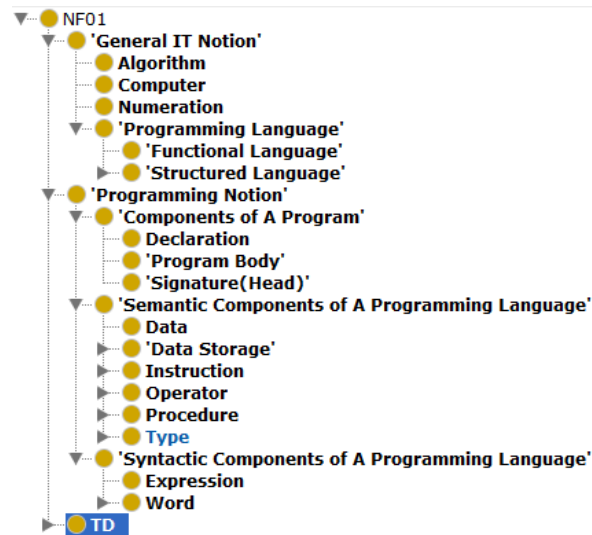 NF01
'General IT Notion'
Algorithm
Computer
Numeration
'Programming Language'
'Functional Language'
'Structured Language'
'Programming Notion'
'Components of A Program'
Declaration
'Program Body'
'Signature(Head)'
'Semantic Components of A Programming Language'
Data
'Data Storage'
Instruction
Operator
Procedure
Type
'Syntactic Components of A Programming Language'
Expression
Word
TD